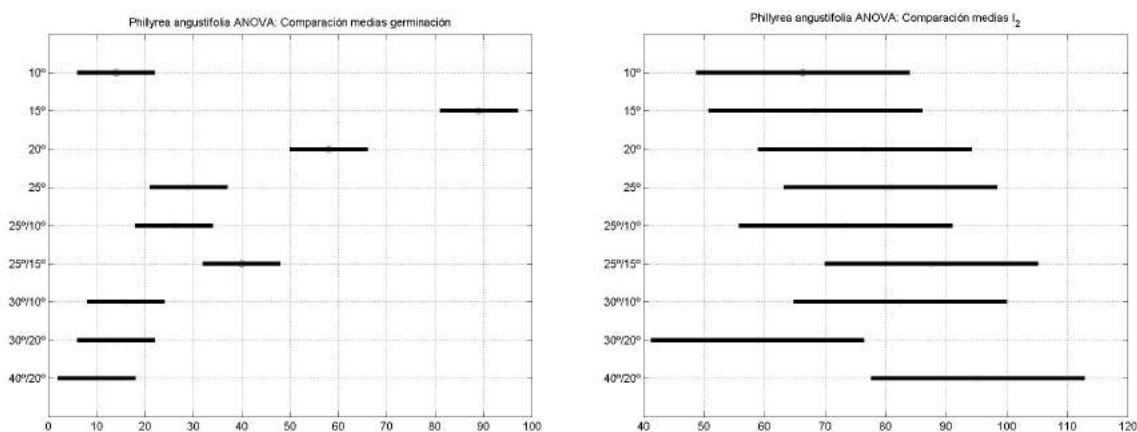 Phillyrea angustifolia ANOVA: Comparación medias germinación
10º
15º
20º
25º
25º/10º
25º/15º
30º/10º
30º/20º
40º/20º
0 10 20 30 40 50 60 70 80 90 100
Phillyrea angustifolia ANOVA: Comparación medias I2
10º
15º
20º
25º
25º/10º
25º/15º
30º/10º
30º/20º
40º/20º
40 50 60 70 80 90 100 110 120